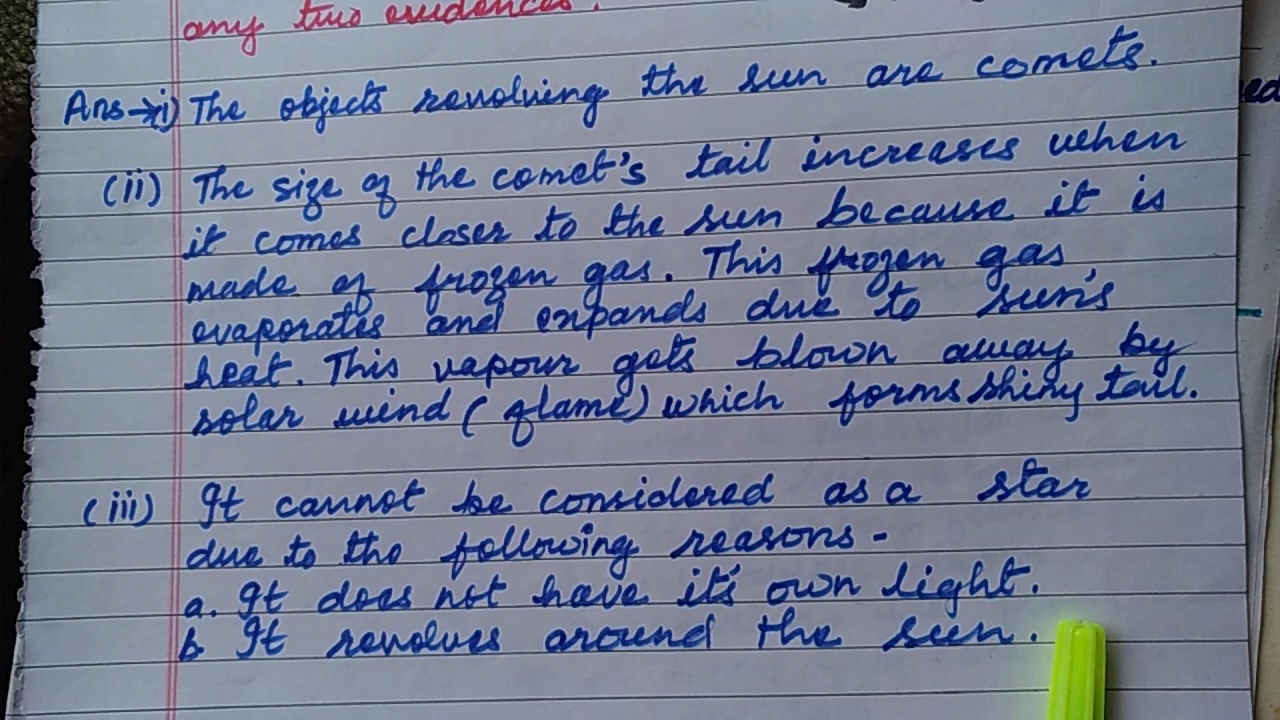 any two evidences.
Ans→i) The objects revolving the sun are comets.
(ii) The size of the comet's tail increases when
it comes closer to the sun because it is
made of frozen gas. This frozen gas
evaporates and expands due to sun's
heat. This vapour gets blown away by
solar wind (flame) which forms shiny tail.
(iii) It cannot be considered as a star
due to the following reasons -
a. It does not have it's own light.
b. It revolves around the sun.